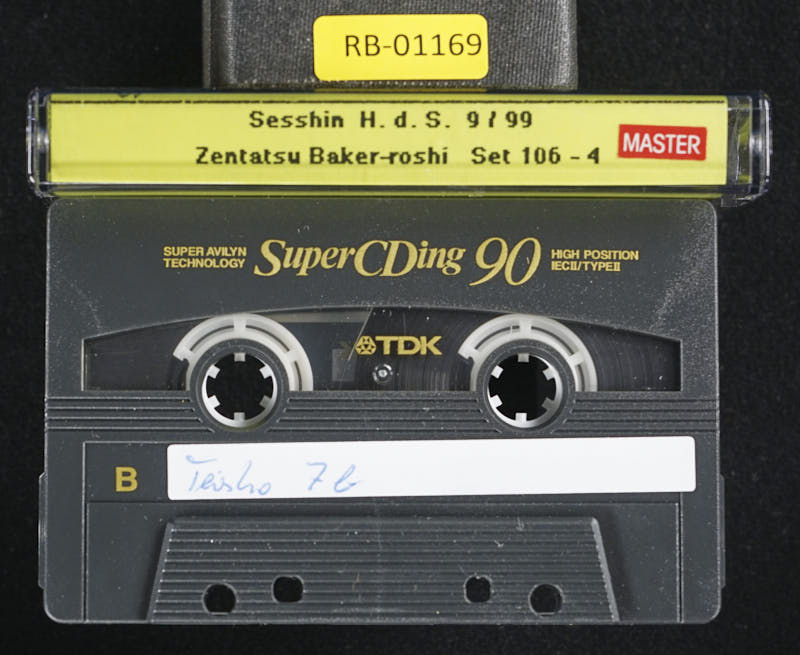 RB-01169
Sesshin H. d. S. 9/99
Zentatsu Baker-roshi Set 106 - 4
MASTER
SUPER AVILYN
TECHNOLOGY
SuperCDing 90
HIGH POSITION
IECII/TYPEII
TDK
B
Teisho 7b